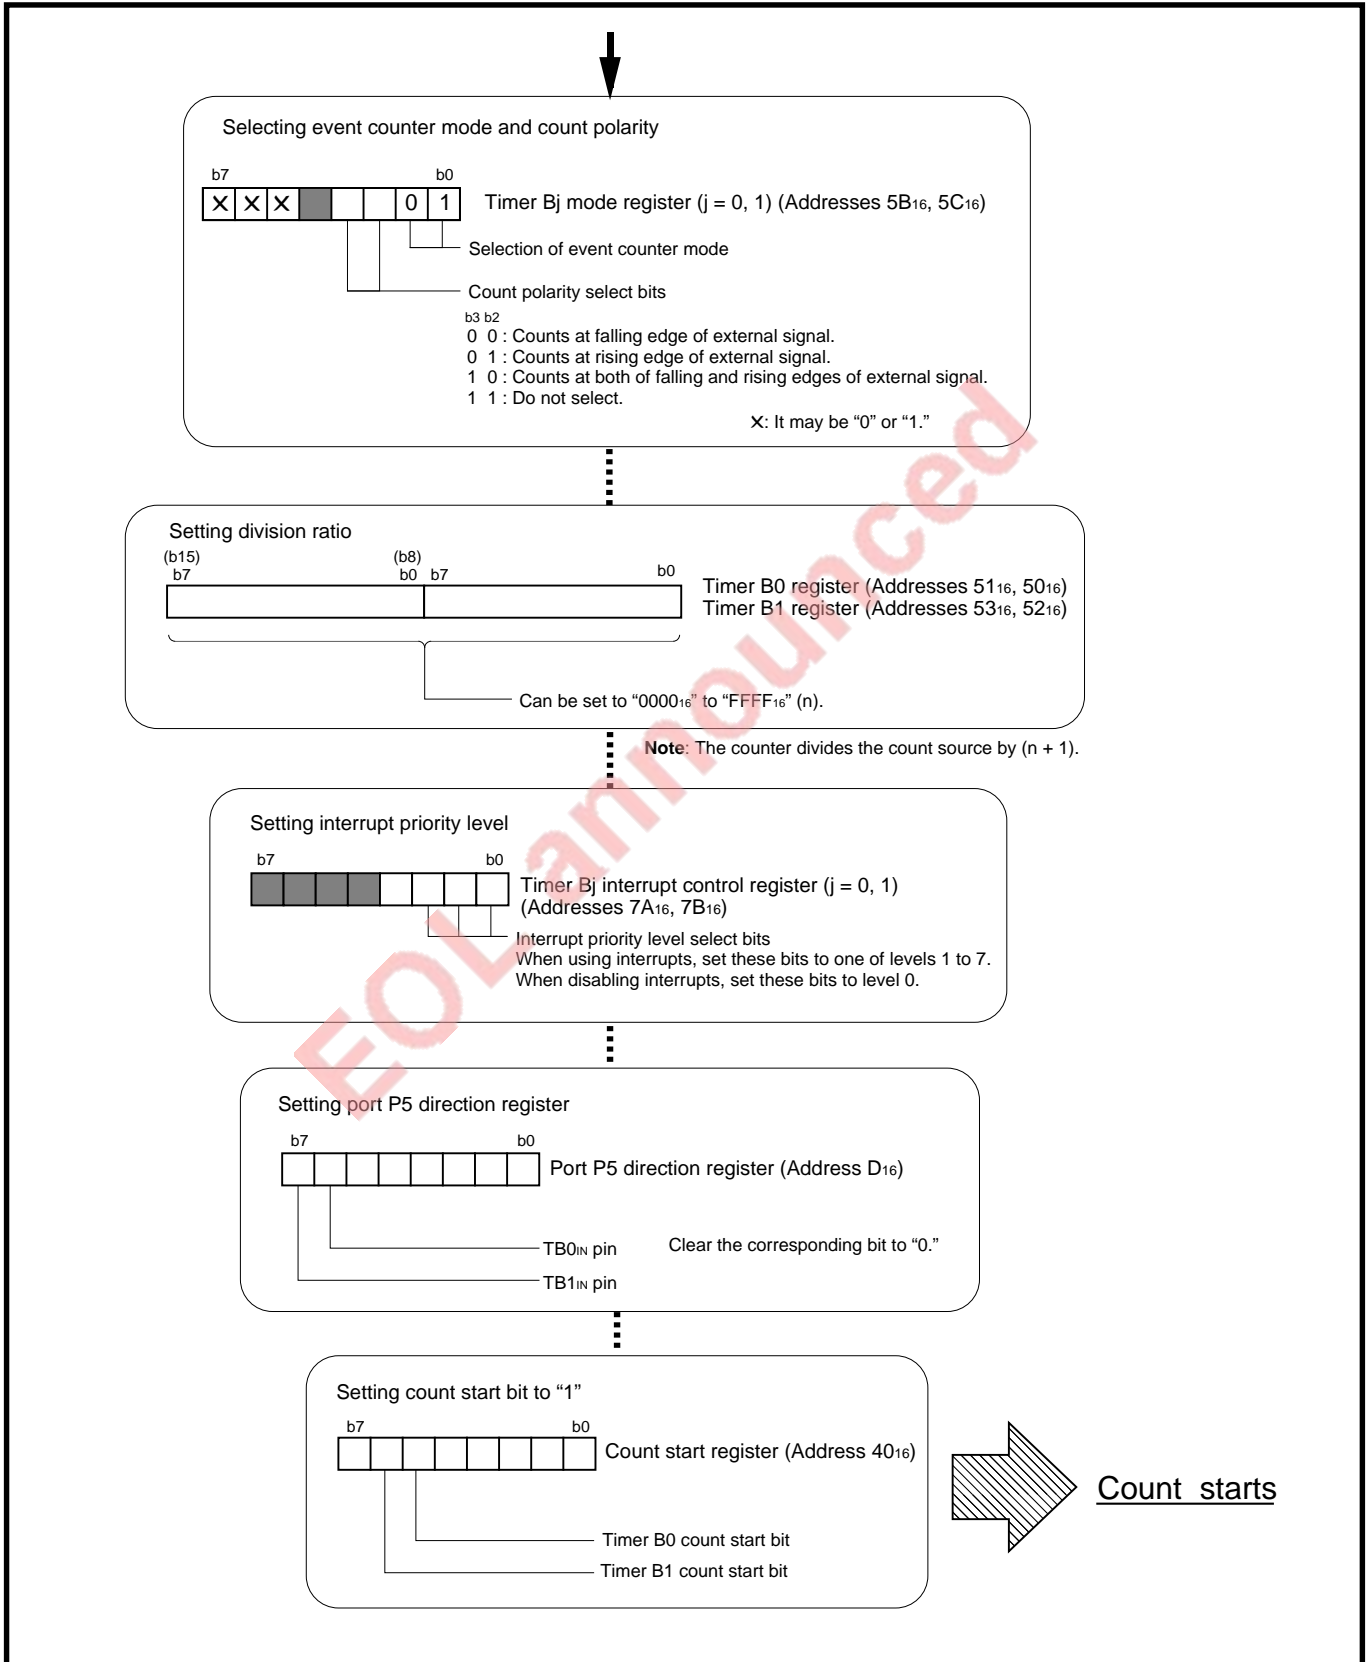 Selecting event counter mode and count polarity
b7 b0
X X X 0 1 Timer Bj mode register (j = 0, 1) (Addresses 5B16, 5C16)
Selection of event counter mode
Count polarity select bits
b3 b2
0 0 : Counts at falling edge of external signal.
0 1 : Counts at rising edge of external signal.
1 0 : Counts at both of falling and rising edges of external signal.
1 1 : Do not select.
X: It may be “0” or “1.”
Setting division ratio
(b15) (b8)
b7 b0 b7 b0
Timer B0 register (Addresses 5116, 5016)
Timer B1 register (Addresses 5316, 5216)
Can be set to “000016” to “FFFF16” (n).
Note: The counter divides the count source by (n + 1).
Setting interrupt priority level
b7 b0
Timer Bj interrupt control register (j = 0, 1)
(Addresses 7A16, 7B16)
Interrupt priority level select bits
When using interrupts, set these bits to one of levels 1 to 7.
When disabling interrupts, set these bits to level 0.
Setting port P5 direction register
b7 b0
Port P5 direction register (Address D16)
TB0IN pin Clear the corresponding bit to “0.”
TB1IN pin
Setting count start bit to “1”
b7 b0
Count start register (Address 4016)
Count starts
Timer B0 count start bit
Timer B1 count start bit
EOL announced